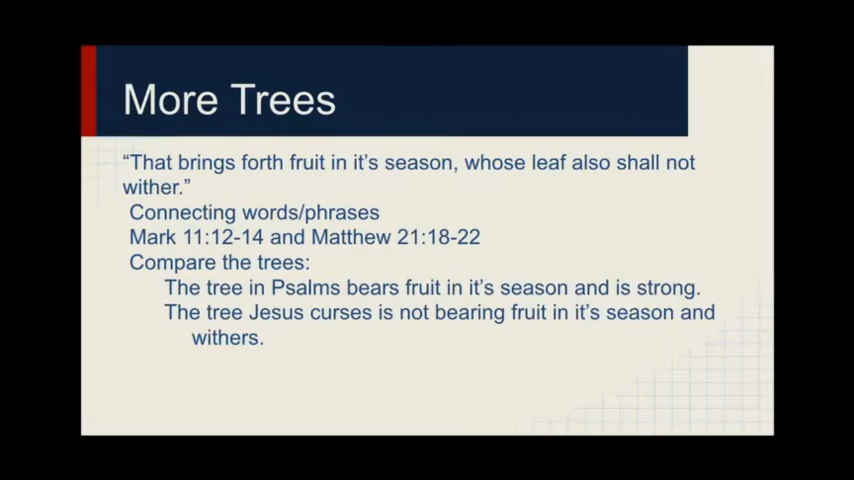 More Trees
“That brings forth fruit in it’s season, whose leaf also shall not
wither.”
Connecting words/phrases
Mark 11:12-14 and Matthew 21:18-22
Compare the trees:
The tree in Psalms bears fruit in it’s season and is strong.
The tree Jesus curses is not bearing fruit in it’s season and
withers.